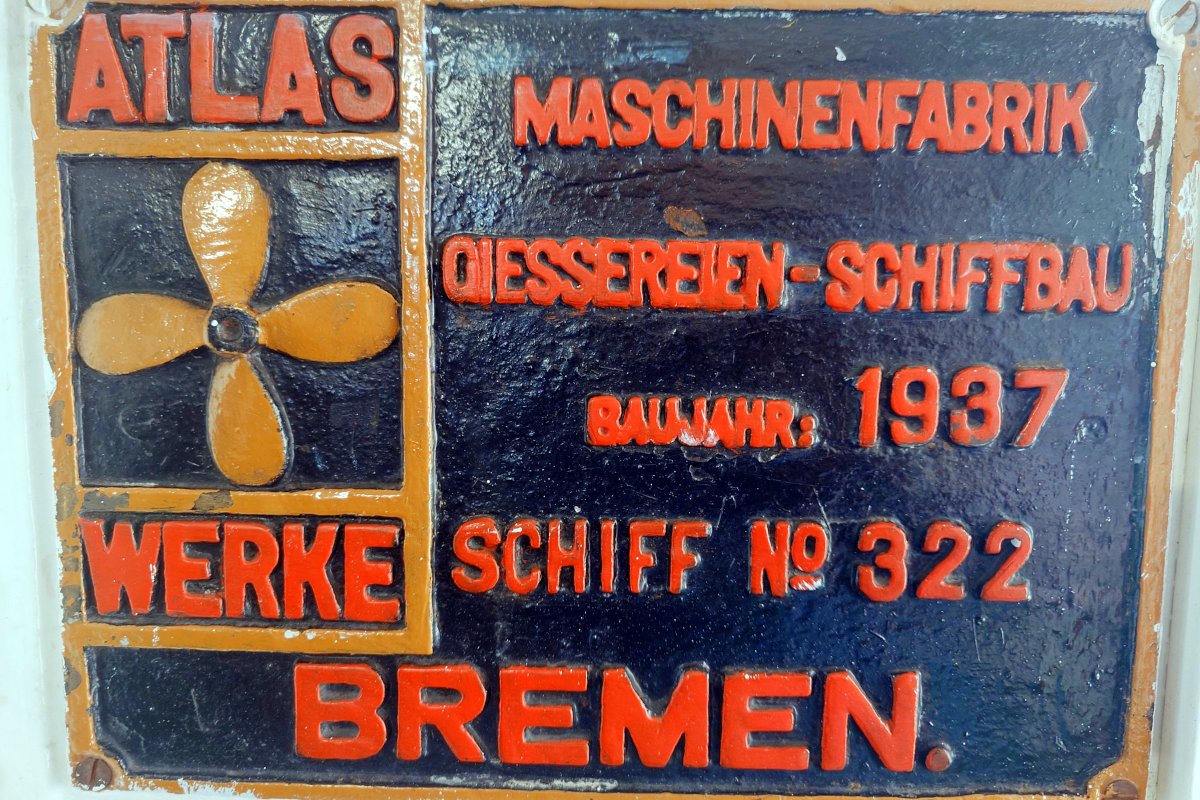 ATLAS
WERKE
MASCHINENFABRIK
GIESSEREIEN-SCHIFFBAU
BAUJAHR: 1937
SCHIFF Nº 322
BREMEN.